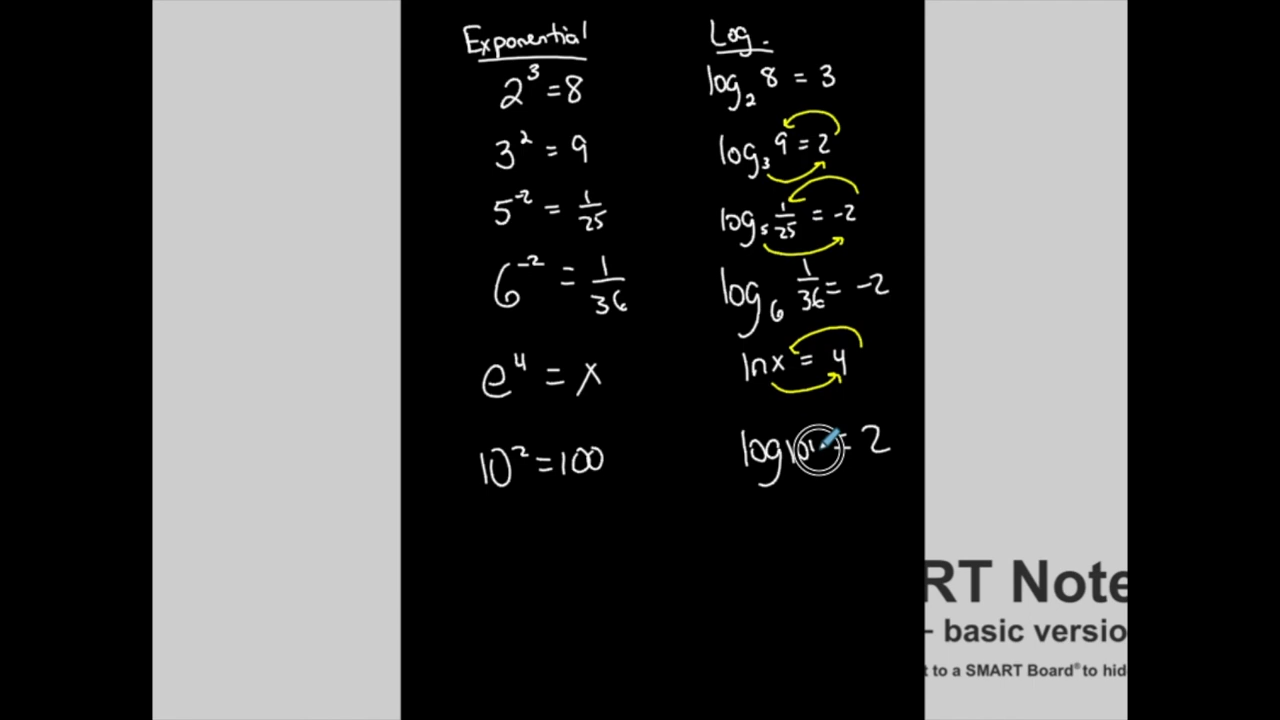 Exponential Log.
2³ = 8 log₂ 8 = 3
3² = 9 log₃ 9 = 2
5⁻² = 1/25 log₅ 1/25 = -2
6⁻² = 1/36 log₆ 1/36 = -2
e⁴ = x ln x = 4
10² = 100 log = 2
RT Note
basic versio
t to a SMART Board® to hid